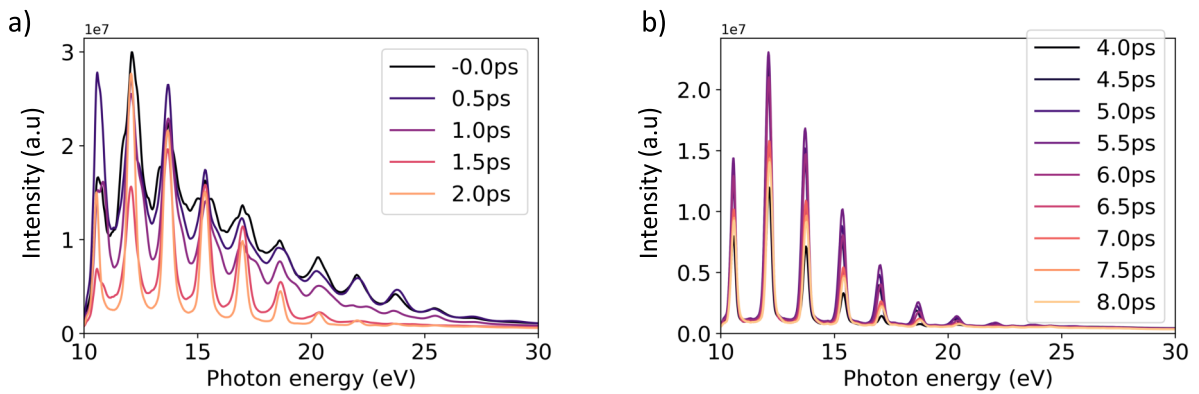 a)
1e7
Intensity (a.u)
3
2
1
0
10
15
20
25
30
Photon energy (eV)
-0.0ps
0.5ps
1.0ps
1.5ps
2.0ps
b)
1e7
Intensity (a.u)
2.0
1.5
1.0
0.5
0.0
10
15
20
25
30
Photon energy (eV)
4.0ps
4.5ps
5.0ps
5.5ps
6.0ps
6.5ps
7.0ps
7.5ps
8.0ps